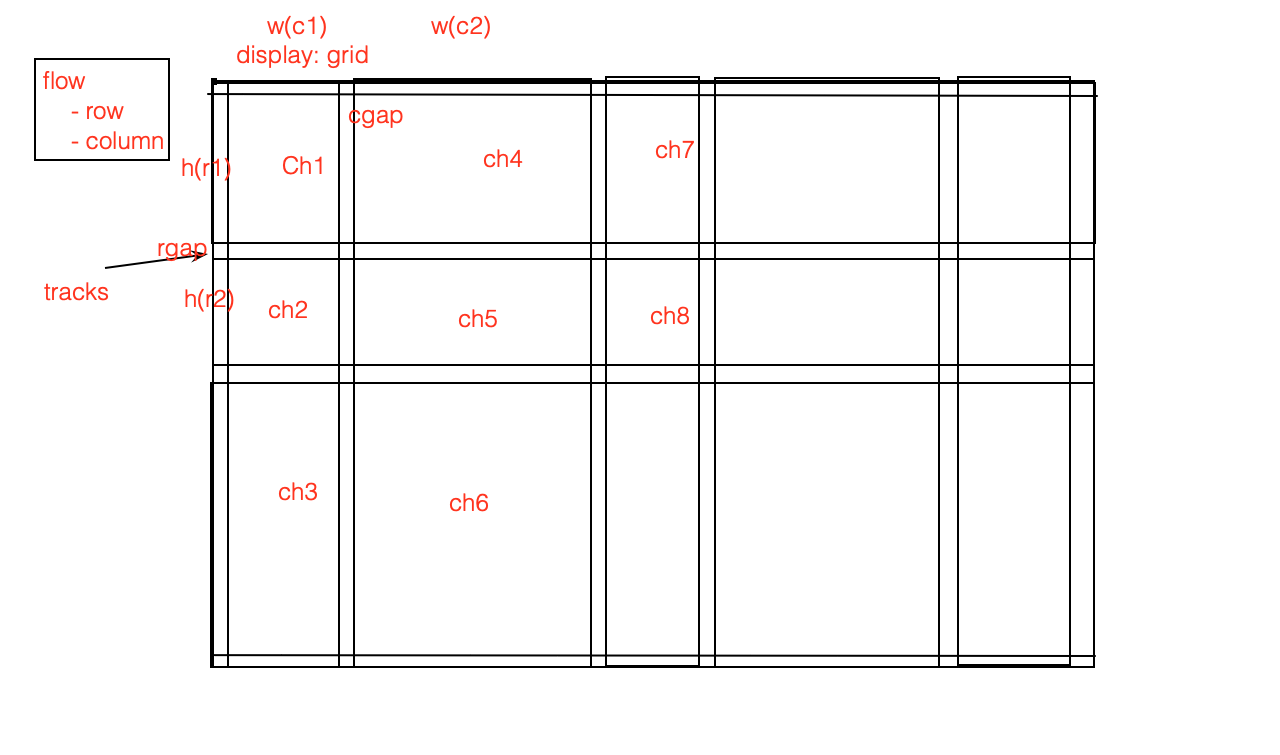 w(c1) w(c2)
display: grid
flow
- row
- column
cgap
h(r1) Ch1 ch4 ch7
rgap
tracks
h(r2) ch2 ch5 ch8
ch3 ch6